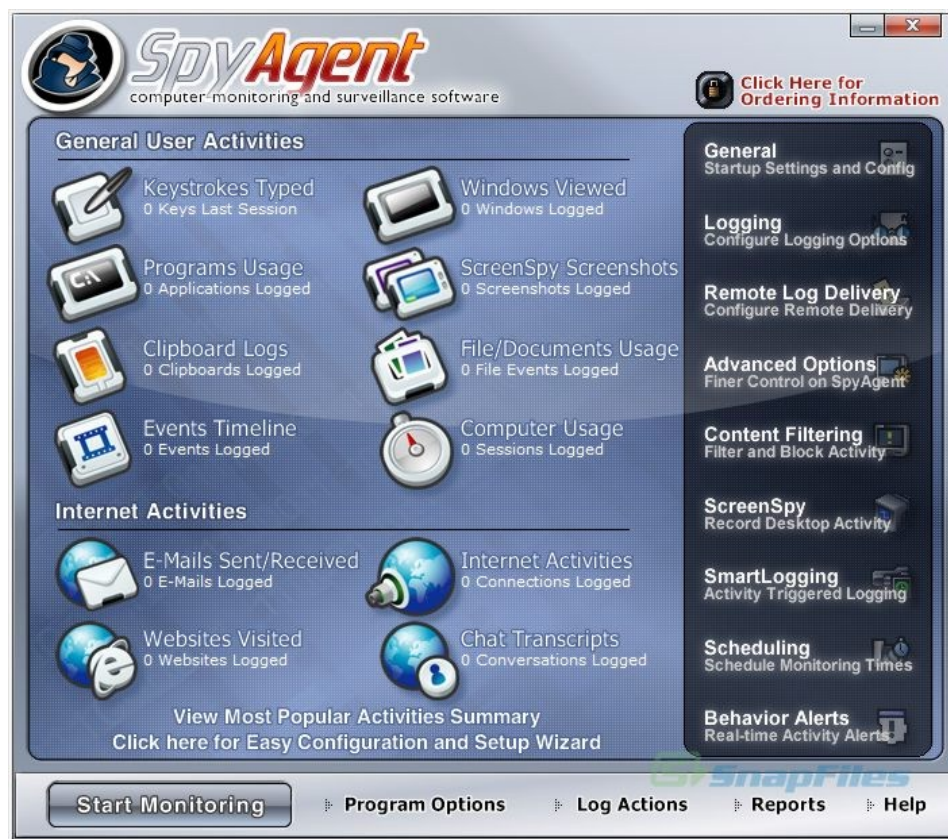 SpyAgent
computer monitoring and surveillance software
Click Here for
Ordering Information
General User Activities
Keystrokes Typed
0 Keys Last Session
Windows Viewed
0 Windows Logged
Programs Usage
0 Applications Logged
ScreenSpy Screenshots
0 Screenshots Logged
Clipboard Logs
0 Clipboards Logged
File/Documents Usage
0 File Events Logged
Events Timeline
0 Events Logged
Computer Usage
0 Sessions Logged
Internet Activities
E-Mails Sent/Received
0 E-Mails Logged
Internet Activities
0 Connections Logged
Websites Visited
0 Websites Logged
Chat Transcripts
0 Conversations Logged
View Most Popular Activities Summary
Click here for Easy Configuration and Setup Wizard
General
Startup Settings and Config
Logging
Configure Logging Options
Remote Log Delivery
Configure Remote Delivery
Advanced Options
Finer Control on SpyAgent
Content Filtering
Filter and Block Activity
ScreenSpy
Record Desktop Activity
SmartLogging
Activity Triggered Logging
Scheduling
Schedule Monitoring Times
Behavior Alerts
Real-time Activity Alerts
SnapFiles
Start Monitoring
Program Options
Log Actions
Reports
Help
C:\